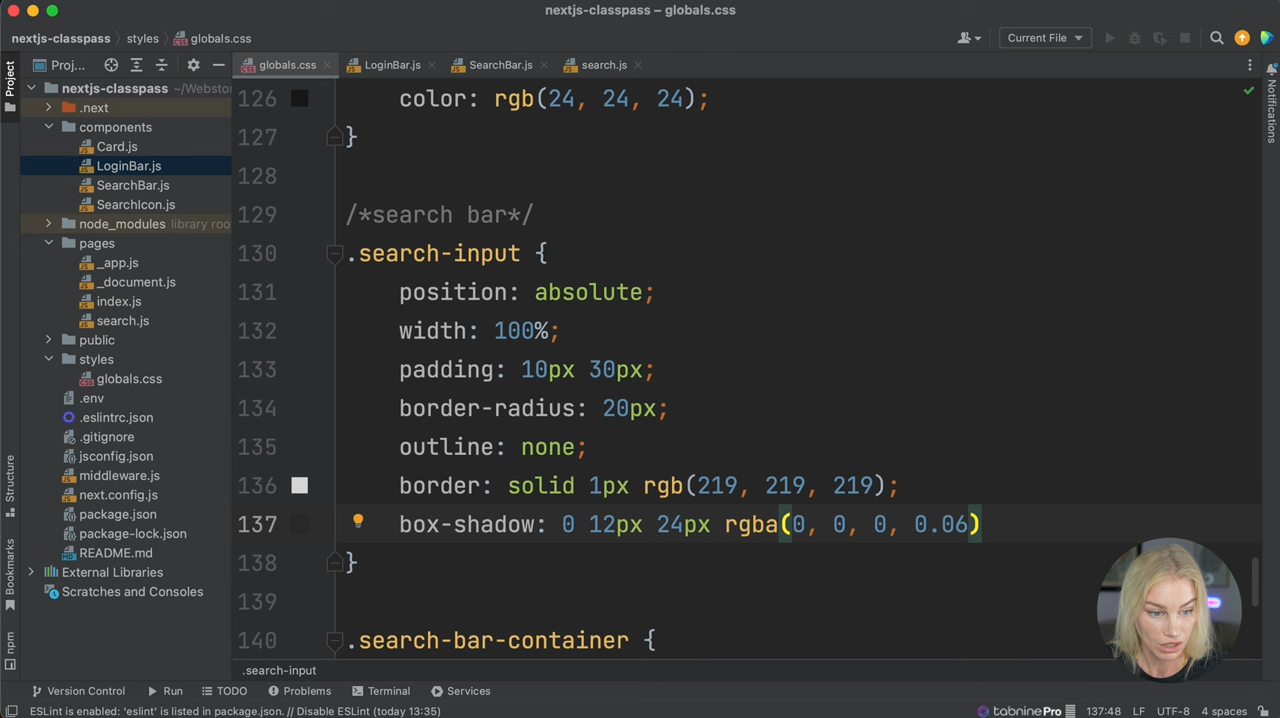 nextjs-classpass – globals.css
nextjs-classpass styles globals.css
Current File
Project
Proj...
globals.css
LoginBar.js
SearchBar.js
search.js
Notifications
nextjs-classpass ~/Websto
.next
components
Card.js
LoginBar.js
SearchBar.js
SearchIcon.js
node_modules library roo
pages
_app.js
_document.js
index.js
search.js
public
styles
globals.css
.env
.eslintrc.json
.gitignore
jsconfig.json
middleware.js
next.config.js
package.json
package-lock.json
README.md
External Libraries
Scratches and Consoles
Structure
Bookmarks
npm
126 color: rgb(24, 24, 24);
127 }
128
129 /*search bar*/
130 .search-input {
131 position: absolute;
132 width: 100%;
133 padding: 10px 30px;
134 border-radius: 20px;
135 outline: none;
136 border: solid 1px rgb(219, 219, 219);
137 box-shadow: 0 12px 24px rgba(0, 0, 0, 0.06)
138 }
139
140 .search-bar-container {
.search-input
Version Control Run TODO Problems Terminal Services
ESLint is enabled: 'eslint' is listed in package.json. // Disable ESLint (today 13:35)
tabnine Pro 137:48 LF UTF-8 4 spaces